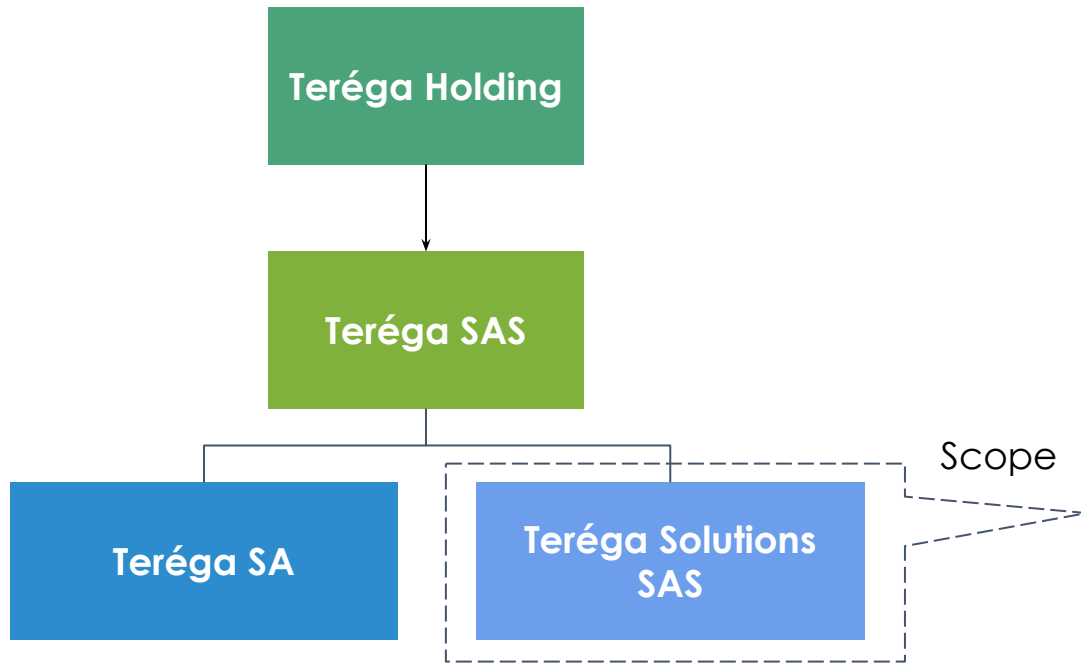 Teréga Holding
Teréga SAS
Scope
Teréga SA
Teréga Solutions
SAS